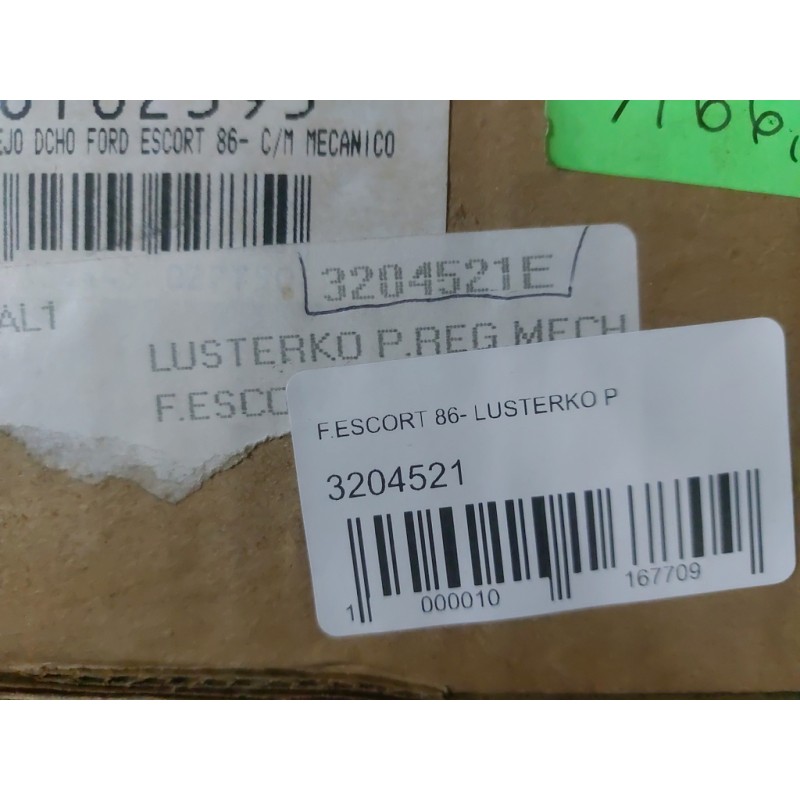 EJO DCHO FORD ESCORT 86- C/M MECANICO
3204521E
AL1
LUSTERKO P.REG MECH
F.ESCO
F.ESCORT 86- LUSTERKO P
3204521
1 000010 167709